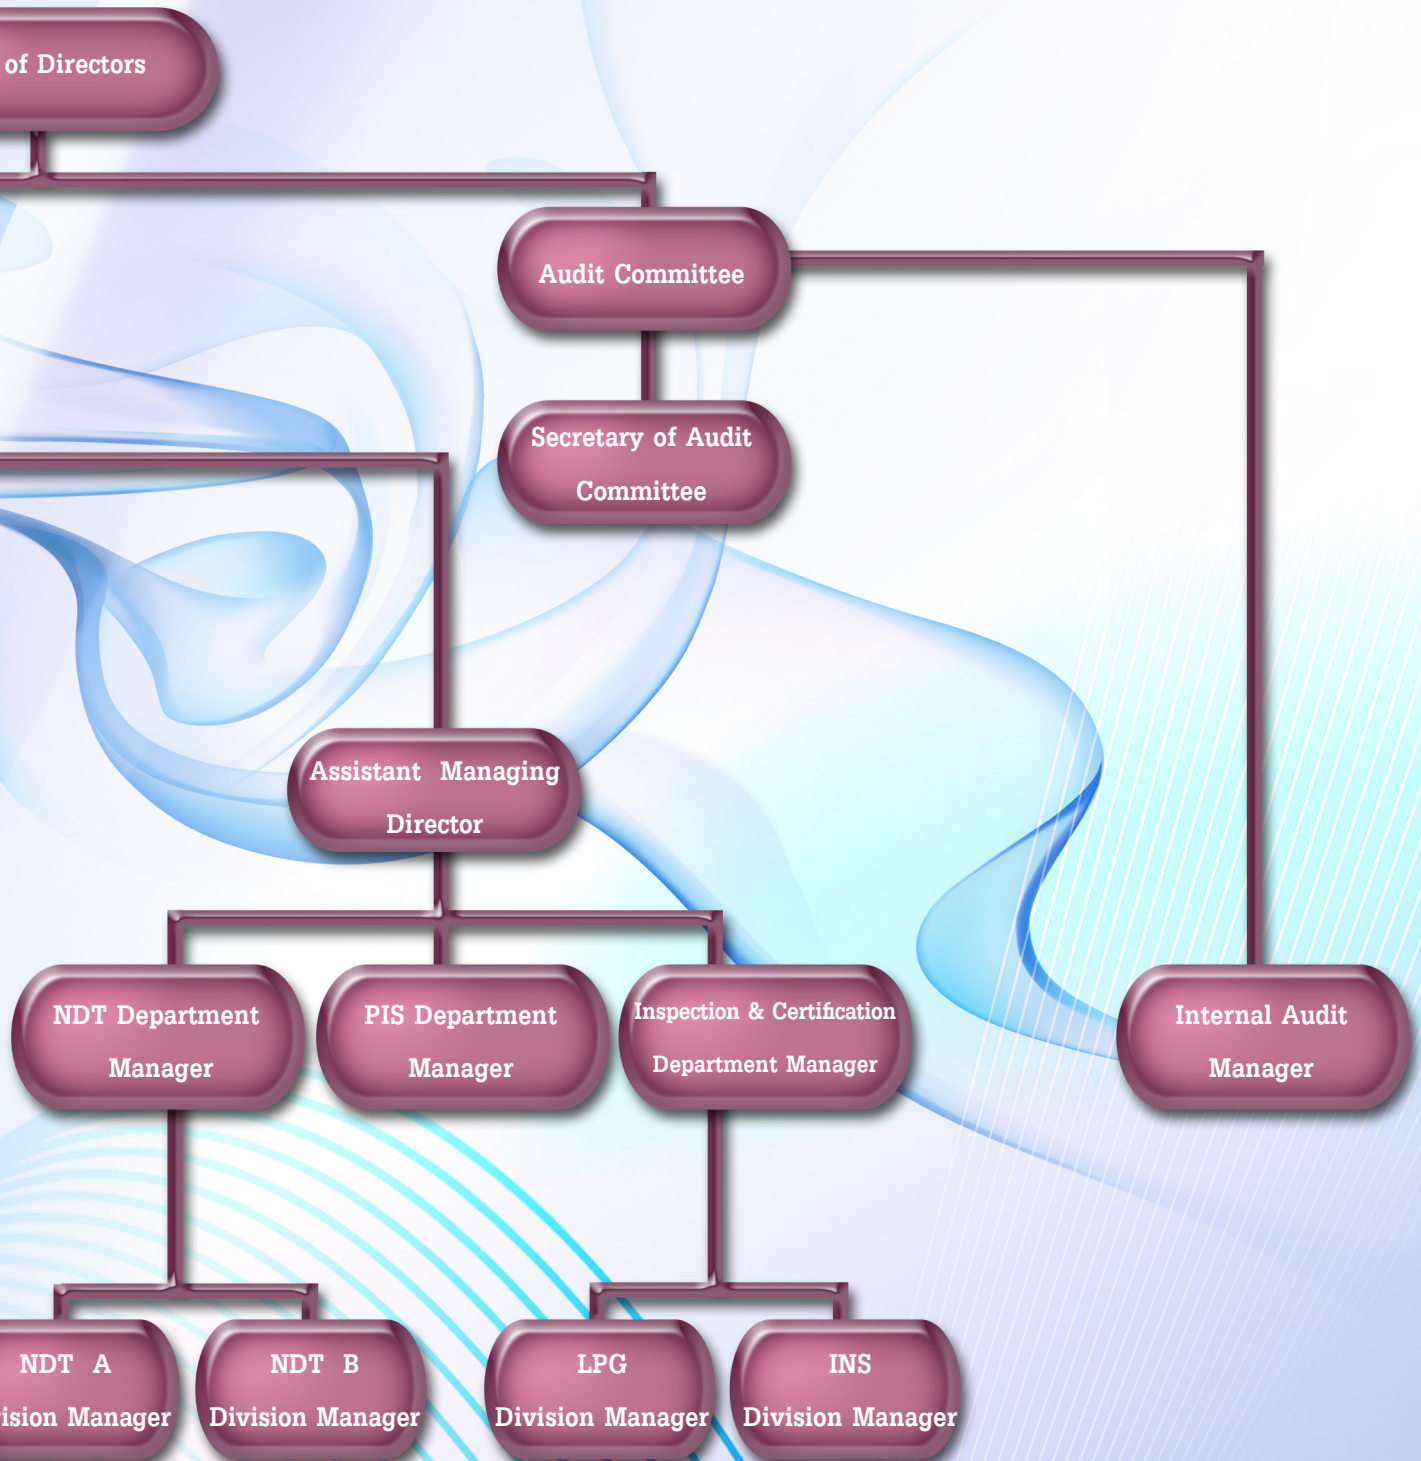 of Directors
Audit Committee
Secretary of Audit
Committee
Assistant Managing
Director
NDT Department
Manager
PIS Department
Manager
Inspection & Certification
Department Manager
Internal Audit
Manager
NDT A
ision Manager
NDT B
Division Manager
LPG
Division Manager
INS
Division Manager